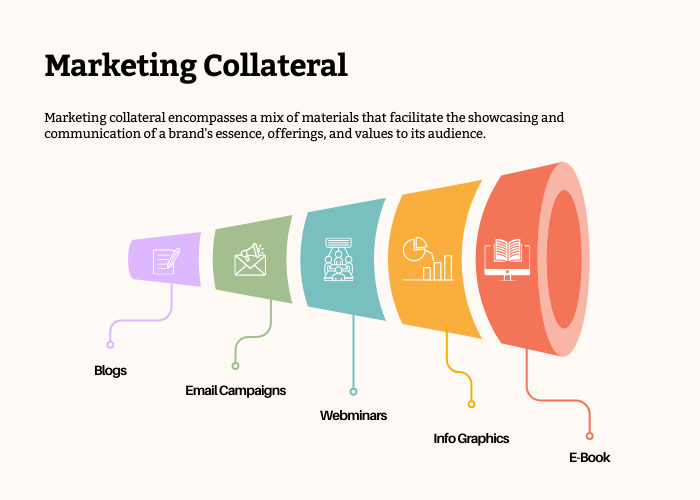 Marketing Collateral
Marketing collateral encompasses a mix of materials that facilitate the showcasing and
communication of a brand's essence, offerings, and values to its audience.
Blogs
Email Campaigns
Webminars
Info Graphics
E-Book